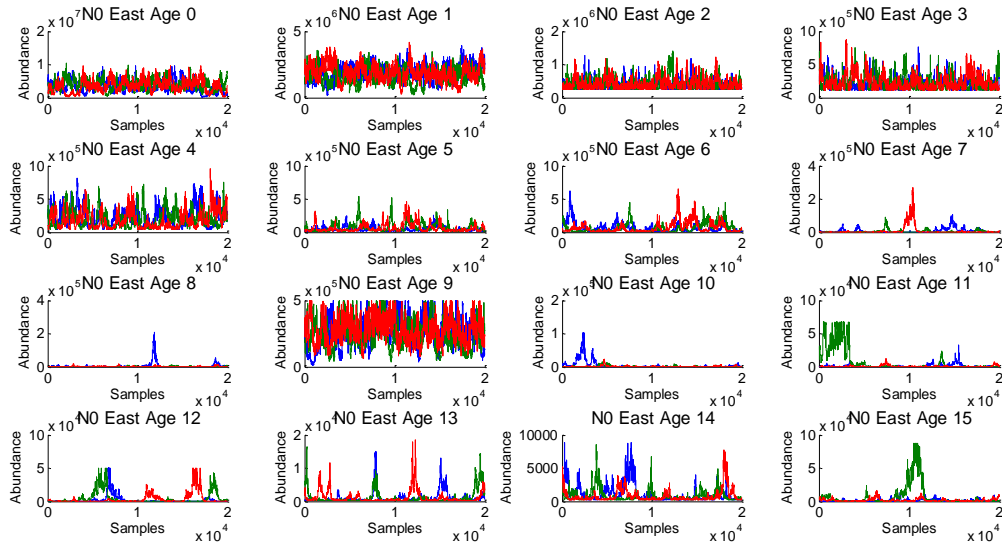 x 10^7 N0 East Age 0
2
1
0
Abundance
0 1 2
Samples
x 10^4
x 10^6 N0 East Age 1
5
0
Abundance
0 1 2
Samples
x 10^4
x 10^6 N0 East Age 2
2
1
0
Abundance
0 1 2
Samples
x 10^4
x 10^5 N0 East Age 3
10
5
0
Abundance
0 1 2
Samples
x 10^4
x 10^5 N0 East Age 4
10
5
0
Abundance
0 1 2
Samples
x 10^4
x 10^5 N0 East Age 5
10
5
0
Abundance
0 1 2
Samples
x 10^4
x 10^5 N0 East Age 6
10
5
0
Abundance
0 1 2
Samples
x 10^4
x 10^5 N0 East Age 7
4
2
0
Abundance
0 1 2
Samples
x 10^4
x 10^5 N0 East Age 8
4
2
0
Abundance
0 1 2
Samples
x 10^4
x 10 N0 East Age 9
5
0
Abundance
0 1 2
Samples
x 10^4
x 10 N0 East Age 10
2
1
0
Abundance
0 1 2
Samples
x 10^4
x 10^4 N0 East Age 11
10
5
0
Abundance
0 1 2
Samples
x 10^4
x 10^4 N0 East Age 12
10
5
0
Abundance
0 1 2
Samples
x 10^4
x 10^4 N0 East Age 13
2
1
0
Abundance
0 1 2
Samples
x 10^4
N0 East Age 14
10000
5000
0
Abundance
0 1 2
Samples
x 10^4
x 10^4 N0 East Age 15
10
5
0
Abundance
0 1 2
Samples
x 10^4